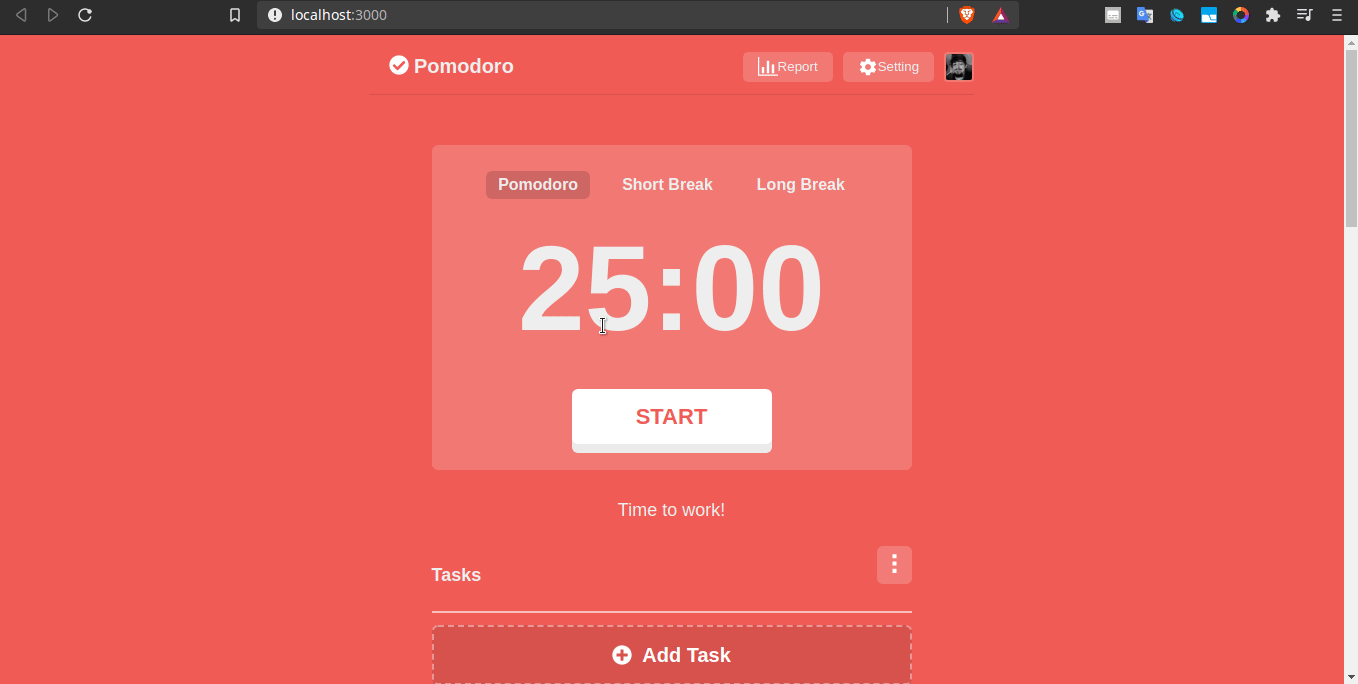 localhost:3000
Pomodoro
Report
Setting
Pomodoro Short Break Long Break
25:00
START
Time to work!
Tasks
Add Task